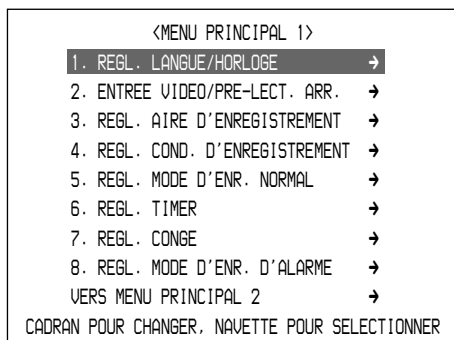 <MENU PRINCIPAL 1>
1. REGL. LANGUE/HORLOGE →
2. ENTREE VIDEO/PRE-LECT. ARR. →
3. REGL. AIRE D'ENREGISTREMENT →
4. REGL. COND. D'ENREGISTREMENT →
5. REGL. MODE D'ENR. NORMAL →
6. REGL. TIMER →
7. REGL. CONGE →
8. REGL. MODE D'ENR. D'ALARME →
VERS MENU PRINCIPAL 2 →
CADRAN POUR CHANGER, NAVETTE POUR SELECTIONNER